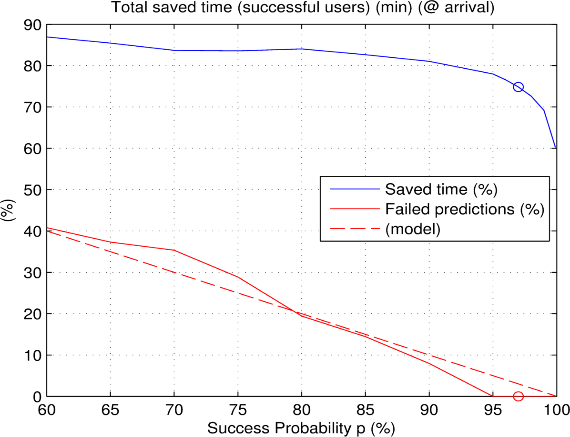 Total saved time (successful users) (min) (@ arrival)
90
80
70
60
50
40
30
20
10
0
(%)
Saved time (%)
Failed predictions (%)
(model)
60 65 70 75 80 85 90 95 100
Success Probability p (%)